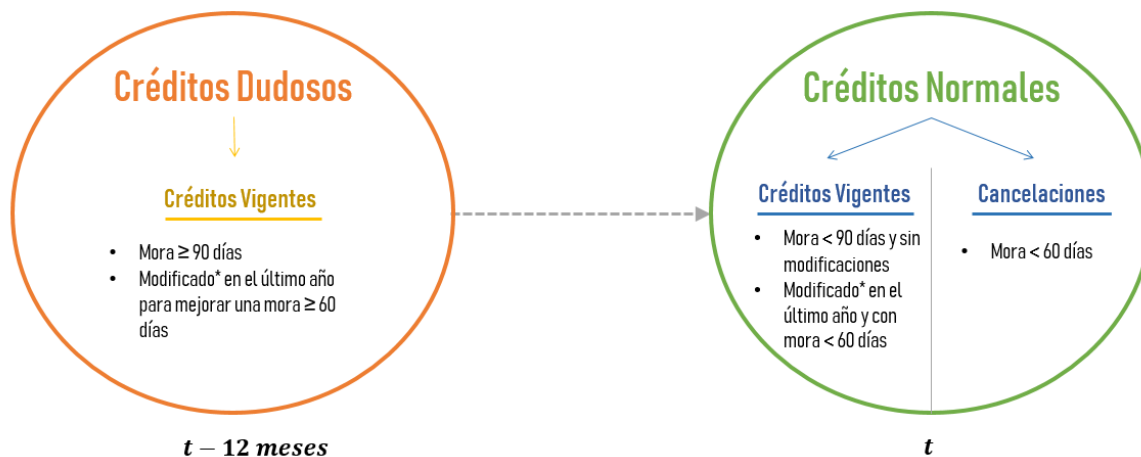 Créditos Dudosos
Créditos Vigentes
• Mora ≥ 90 días
• Modificado* en el último año
para mejorar una mora ≥ 60
días
t − 12 meses
Créditos Normales
Créditos Vigentes
• Mora < 90 días y sin
modificaciones
• Modificado* en el
último año y con
mora < 60 días
Cancelaciones
• Mora < 60 días
t